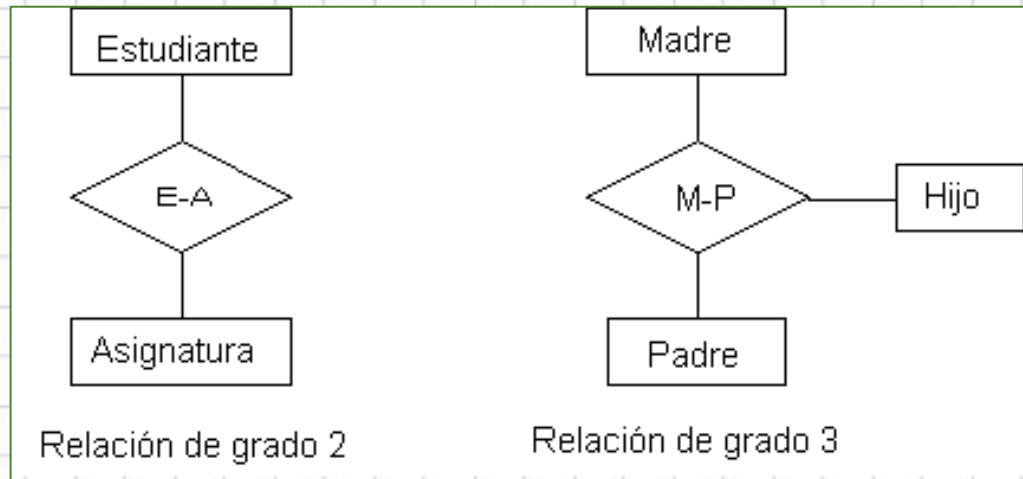 Estudiante
E-A
Asignatura
Relación de grado 2
Madre
M-P
Hijo
Padre
Relación de grado 3